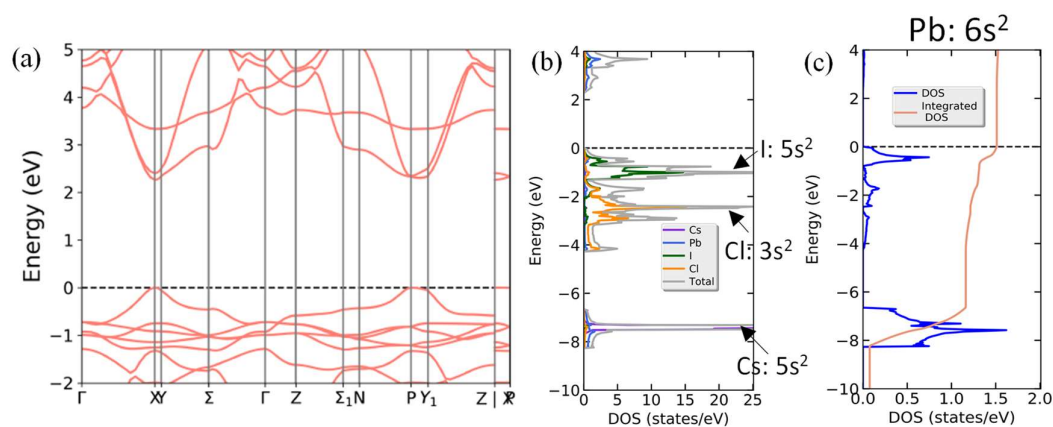 (a)
Energy (eV)
5
4
3
2
1
0
-1
-2
Γ
X
Y
Σ
Γ
Z
Σ₁
N
P
Y₁
Z
|
(b)
Energy (eV)
4
2
0
−2
−4
−6
−8
−10
I: 5s²
Cl: 3s²
Cs: 5s²
Cs
Pb
I
Cl
Total
0 5 10 15 20 25
DOS (states/eV)
Pb: 6s²
(c)
Energy (eV)
4
2
0
−2
−4
−6
−8
−10
DOS
Integrated
DOS
0.0 0.5 1.0 1.5 2.0
DOS (states/eV)